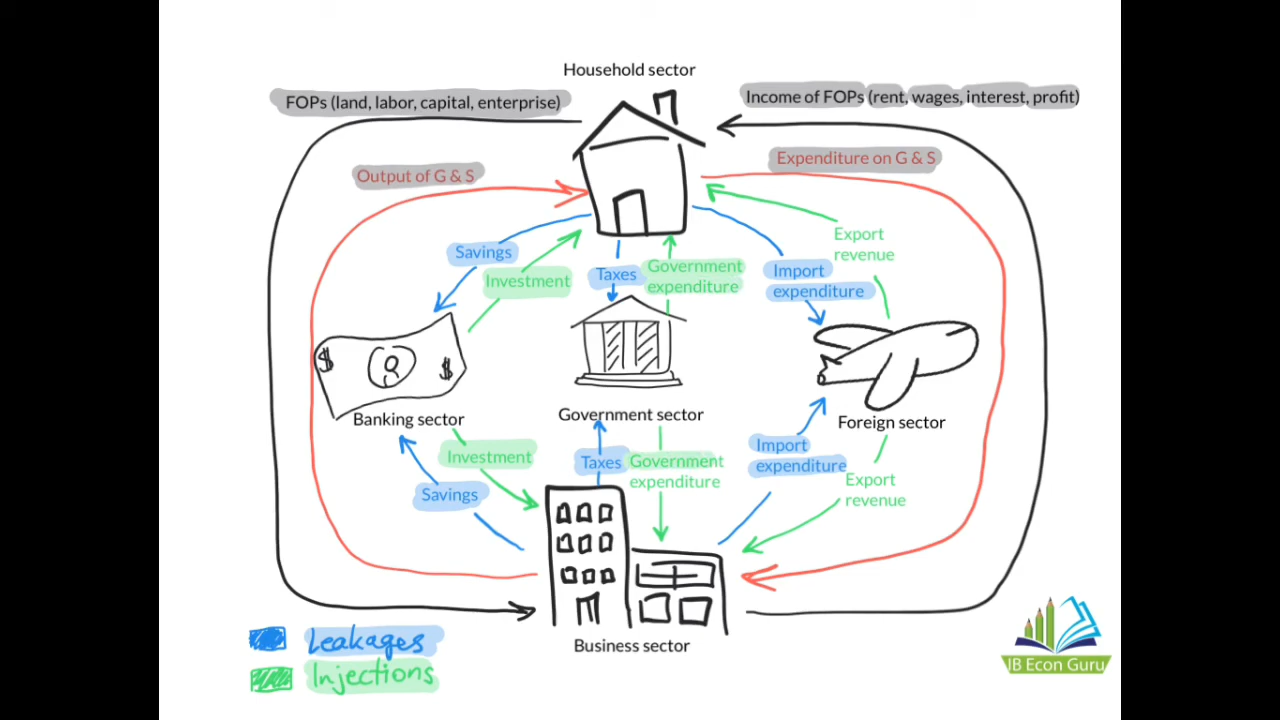 Household sector
FOPs (land, labor, capital, enterprise)
Income of FOPs (rent, wages, interest, profit)
Output of G & S
Expenditure on G & S
Savings
Investment
Taxes
Government
expenditure
Import
expenditure
Export
revenue
$
$
Banking sector
Government sector
Foreign sector
Investment
Savings
Taxes
Government
expenditure
Import
expenditure
Export
revenue
Business sector
Leakages
Injections
IB Econ Guru